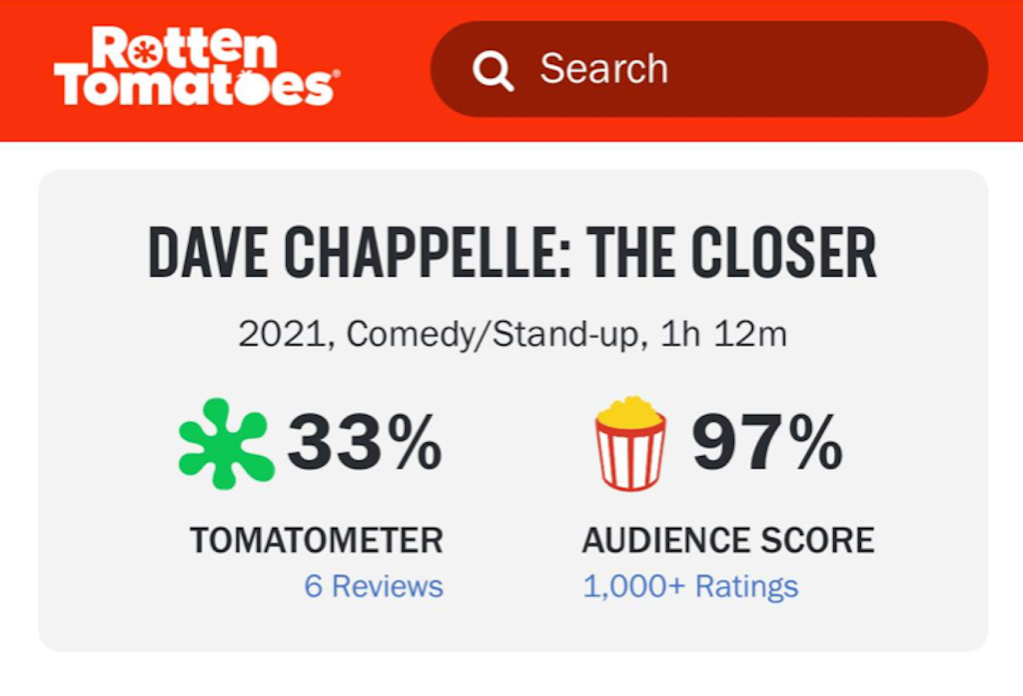 Rotten
Tomatoes
Search
DAVE CHAPPELLE: THE CLOSER
2021, Comedy/Stand-up, 1h 12m
33% 97%
TOMATOMETER AUDIENCE SCORE
6 Reviews 1,000+ Ratings